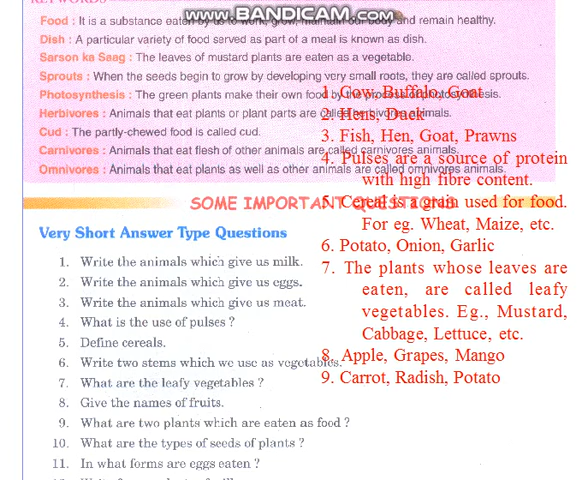 KEYWORDS
www.BANDICAM.com
Food : It is a substance eaten by us to work, grow, maintain our body and remain healthy.
Dish : A particular variety of food served as part of a meal is known as dish.
Sarson ka Saag : The leaves of mustard plants are eaten as a vegetable.
Sprouts : When the seeds begin to grow by developing very small roots, they are called sprouts.
Photosynthesis : The green plants make their own food by the process of photosynthesis.
Herbivores : Animals that eat plants or plant parts are called herbivores animals.
Cud : The partly-chewed food is called cud.
Carnivores : Animals that eat flesh of other animals are called carnivores animals.
Omnivores : Animals that eat plants as well as other animals are called omnivores animals.
SOME IMPORTANT QUESTIONS
Very Short Answer Type Questions
1. Write the animals which give us milk.
2. Write the animals which give us eggs.
3. Write the animals which give us meat.
4. What is the use of pulses ?
5. Define cereals.
6. Write two stems which we use as vegetables.
7. What are the leafy vegetables ?
8. Give the names of fruits.
9. What are two plants which are eaten as food ?
10. What are the types of seeds of plants ?
11. In what forms are eggs eaten ?
1. Cow, Buffalo, Goat
2. Hens, Duck
3. Fish, Hen, Goat, Prawns
4. Pulses are a source of protein
with high fibre content.
5. Cereal is a grain used for food.
For eg. Wheat, Maize, etc.
6. Potato, Onion, Garlic
7. The plants whose leaves are
eaten, are called leafy
vegetables. Eg., Mustard,
Cabbage, Lettuce, etc.
8. Apple, Grapes, Mango
9. Carrot, Radish, Potato